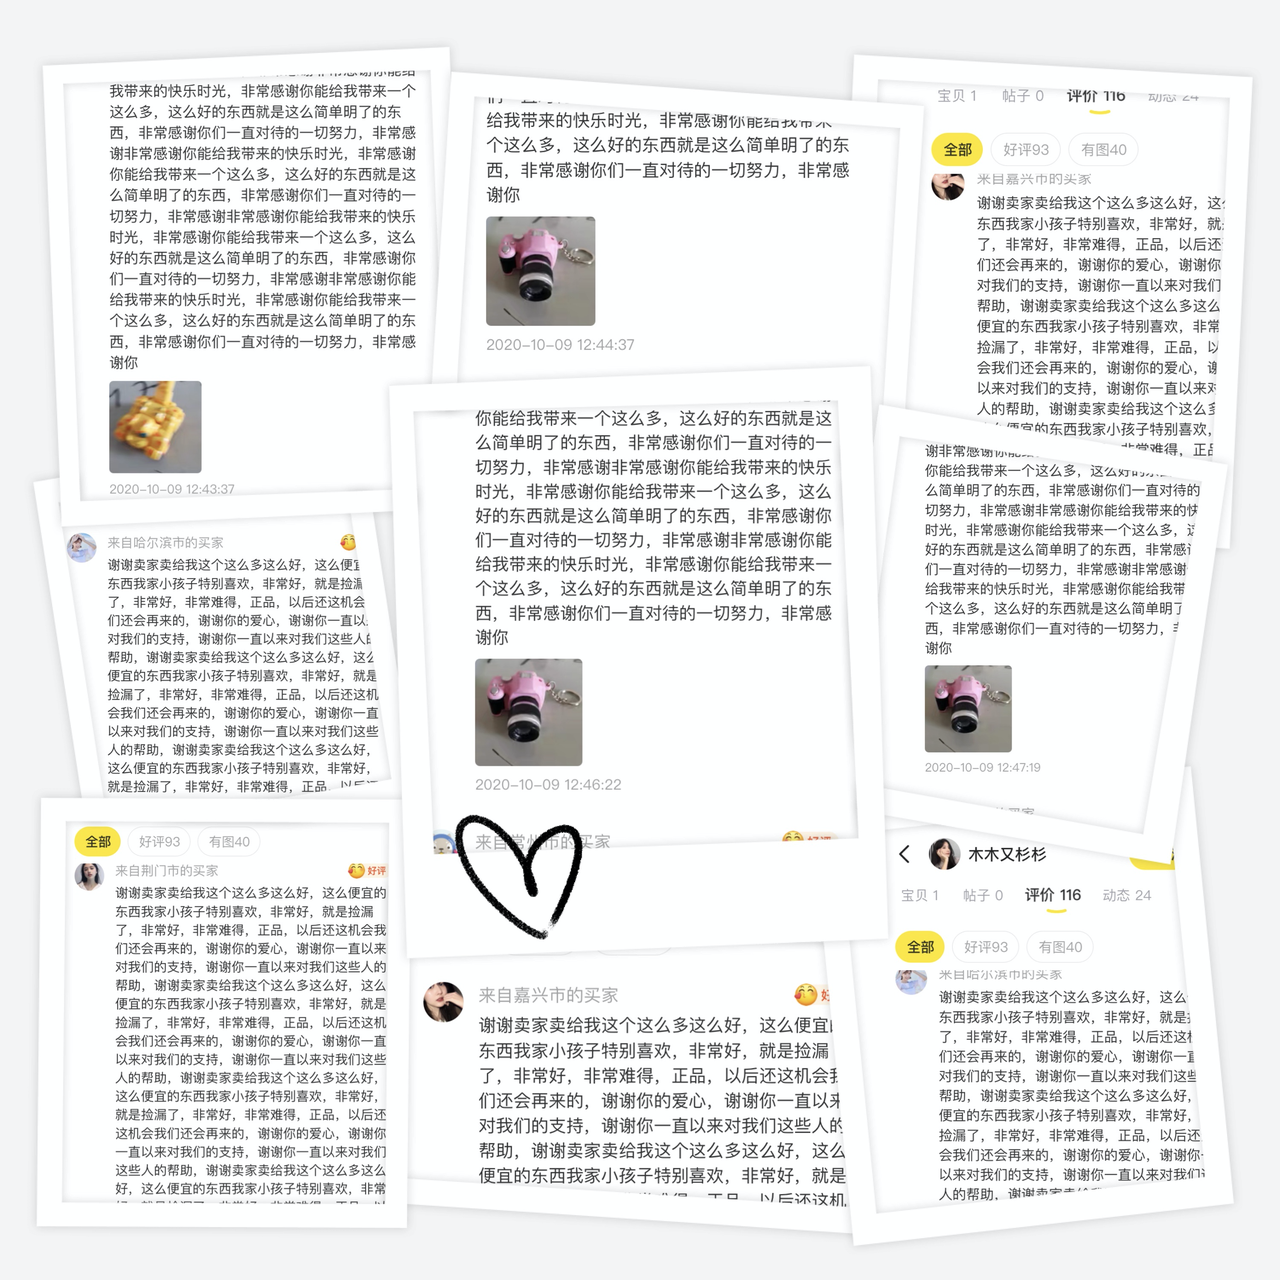 我带来的快乐时光，非常感谢你能给我带来一个
这么多，这么好的东西就是这么简单明了的东
西，非常感谢你们一直对待的一切努力，非常感
谢非常感谢你能给我带来的快乐时光，非常感谢
你能给我带来一个这么多，这么好的东西就是这
么简单明了的东西，非常感谢你们一直对待的一
切努力，非常感谢非常感谢你能给我带来的快乐
时光，非常感谢你能给我带来一个这么多，这么
好的东西就是这么简单明了的东西，非常感谢你
们一直对待的一切努力，非常感谢非常感谢你能
给我带来的快乐时光，非常感谢你能给我带来一
个这么多，这么好的东西就是这么简单明了的东
西，非常感谢你们一直对待的一切努力，非常感
谢你
2020-10-09 12:43:37
给我带来的快乐时光，非常感谢你能给我带来
个这么多，这么好的东西就是这么简单明了的东
西，非常感谢你们一直对待的一切努力，非常感
谢你
2020-10-09 12:44:37
宝贝 1 帖子 0 评价 116 动态 24
全部 好评93 有图40
来自嘉兴市的买家
谢谢卖家卖给我这个这么多这么好，这
东西我家小孩子特别喜欢，非常好，就
了，非常好，非常难得，正品，以后还
们还会再来的，谢谢你的爱心，谢谢你
对我们的支持，谢谢你一直以来对我们
帮助，谢谢卖家卖给我这个这么多这么
便宜的东西我家小孩子特别喜欢，非常
捡漏了，非常好，非常难得，正品，以
会我们还会再来的，谢谢你的爱心，谢
以来对我们的支持，谢谢你一直以来对
人的帮助，谢谢卖家卖给我这个这么多
你能给我带来一个这么多，这么好的东西就是这
么简单明了的东西，非常感谢你们一直对待的一
切努力，非常感谢非常感谢你能给我带来的快乐
时光，非常感谢你能给我带来一个这么多，这么
好的东西就是这么简单明了的东西，非常感谢你
们一直对待的一切努力，非常感谢非常感谢你能
给我带来的快乐时光，非常感谢你能给我带来一
个这么多，这么好的东西就是这么简单明了的东
西，非常感谢你们一直对待的一切努力，非常感
谢你
2020-10-09 12:46:22
来自常州市的买家 好评
你能给我带来一个这么多，这么好的东
么简单明了的东西，非常感谢你们一直对待的
切努力，非常感谢非常感谢你能给我带来的快
时光，非常感谢你能给我带来一个这么多，
好的东西就是这么简单明了的东西，非常感
们一直对待的一切努力，非常感谢非常感谢
给我带来的快乐时光，非常感谢你能给我带
个这么多，这么好的东西就是这么简单明
西，非常感谢你们一直对待的一切努力，
谢你
2020-10-09 12:47:19
来自哈尔滨市的买家
谢谢卖家卖给我这个这么多这么好，这么便宜
东西我家小孩子特别喜欢，非常好，就是捡漏
了，非常好，非常难得，正品，以后还这机会
们还会再来的，谢谢你的爱心，谢谢你一直以
对我们的支持，谢谢你一直以来对我们这些人的
帮助，谢谢卖家卖给我这个这么多这么好，这么
便宜的东西我家小孩子特别喜欢，非常好，就是
捡漏了，非常好，非常难得，正品，以后还这机
会我们还会再来的，谢谢你的爱心，谢谢你一直
以来对我们的支持，谢谢你一直以来对我们这些
人的帮助，谢谢卖家卖给我这个这么多这么好，
这么便宜的东西我家小孩子特别喜欢，非常好，
就是捡漏了，非常好，非常难得，正品，以后还
全部 好评93 有图40
来自荆门市的买家 好评
谢谢卖家卖给我这个这么多这么好，这么便宜的
东西我家小孩子特别喜欢，非常好，就是捡漏
了，非常好，非常难得，正品，以后还这机会我
们还会再来的，谢谢你的爱心，谢谢你一直以来
对我们的支持，谢谢你一直以来对我们这些人的
帮助，谢谢卖家卖给我这个这么多这么好，这么
便宜的东西我家小孩子特别喜欢，非常好，就是
捡漏了，非常好，非常难得，正品，以后还这机
会我们还会再来的，谢谢你的爱心，谢谢你一直
以来对我们的支持，谢谢你一直以来对我们这些
人的帮助，谢谢卖家卖给我这个这么多这么好，
这么便宜的东西我家小孩子特别喜欢，非常好，
就是捡漏了，非常好，非常难得，正品，以后还
这机会我们还会再来的，谢谢你的爱心，谢谢你
一直以来对我们的支持，谢谢你一直以来对我们
这些人的帮助，谢谢卖家卖给我这个这么多这么
好，这么便宜的东西我家小孩子特别喜欢，非常
来自嘉兴市的买家
谢谢卖家卖给我这个这么多这么好，这么便宜
东西我家小孩子特别喜欢，非常好，就是捡漏
了，非常好，非常难得，正品，以后还这机会我
们还会再来的，谢谢你的爱心，谢谢你一直以来
对我们的支持，谢谢你一直以来对我们这些人的
帮助，谢谢卖家卖给我这个这么多这么好，这么
便宜的东西我家小孩子特别喜欢，非常好，就是
木木又杉杉
宝贝 1 帖子 0 评价 116 动态 24
全部 好评93 有图40
来自哈尔滨市的买家
谢谢卖家卖给我这个这么多这么好，这么
东西我家小孩子特别喜欢，非常好，就是
了，非常好，非常难得，正品，以后还这
们还会再来的，谢谢你的爱心，谢谢你一直
对我们的支持，谢谢你一直以来对我们这些
帮助，谢谢卖家卖给我这个这么多这么好，
便宜的东西我家小孩子特别喜欢，非常好，
捡漏了，非常好，非常难得，正品，以后还
会我们还会再来的，谢谢你的爱心，谢谢你
以来对我们的支持，谢谢你一直以来对我们
人的帮助，谢谢卖家卖给我这个这么